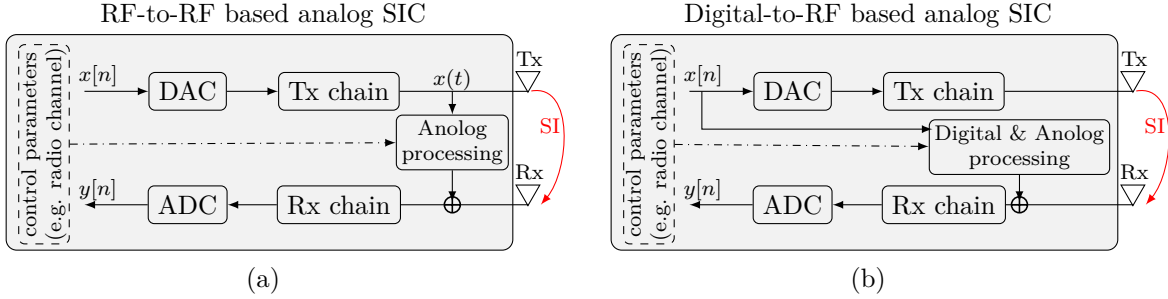 RF-to-RF based analog SIC
control parameters
(e.g. radio channel)
x[n]
DAC
Tx chain
x(t)
Tx
SI
Anolog
processing
y[n]
ADC
Rx chain
Rx
(a)
Digital-to-RF based analog SIC
control parameters
(e.g. radio channel)
x[n]
DAC
Tx chain
Tx
SI
Digital & Anolog
processing
y[n]
ADC
Rx chain
Rx
(b)